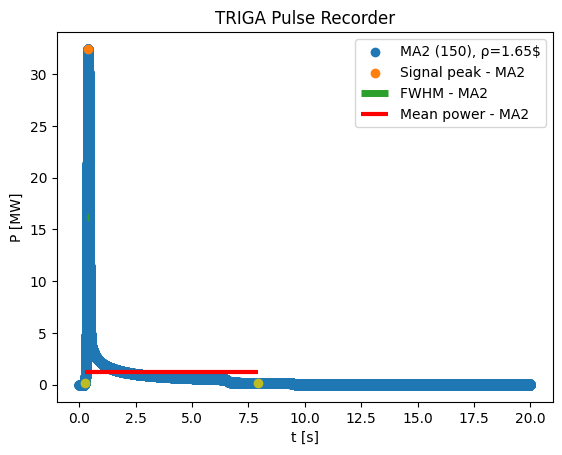 TRIGA Pulse Recorder
MA2 (150), ρ=1.65$
Signal peak - MA2
FWHM - MA2
Mean power - MA2
P [MW]
30
25
20
15
10
5
0
0.0 2.5 5.0 7.5 10.0 12.5 15.0 17.5 20.0
t [s]